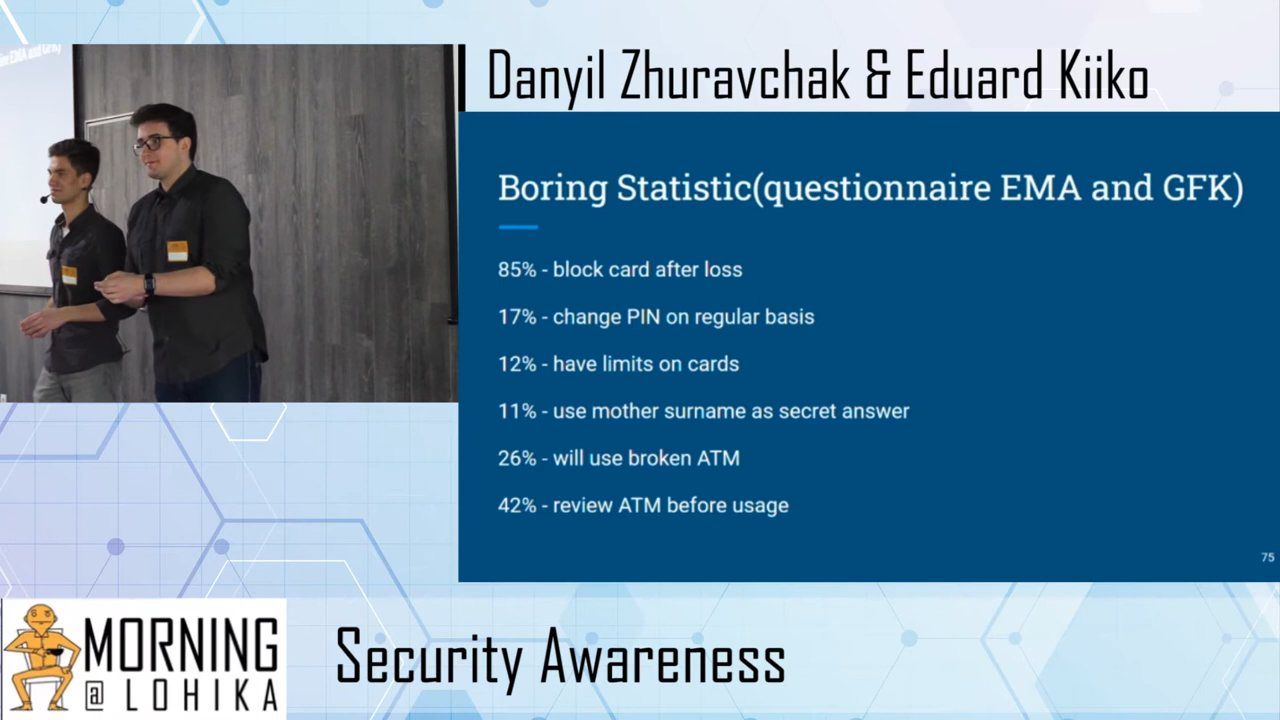 Danyil Zhuravchak & Eduard Kiiko
Boring Statistic(questionnaire EMA and GFK)
85% - block card after loss
17% - change PIN on regular basis
12% - have limits on cards
11% - use mother surname as secret answer
26% - will use broken ATM
42% - review ATM before usage
75
MORNING
@ LOHIKA
Security Awareness